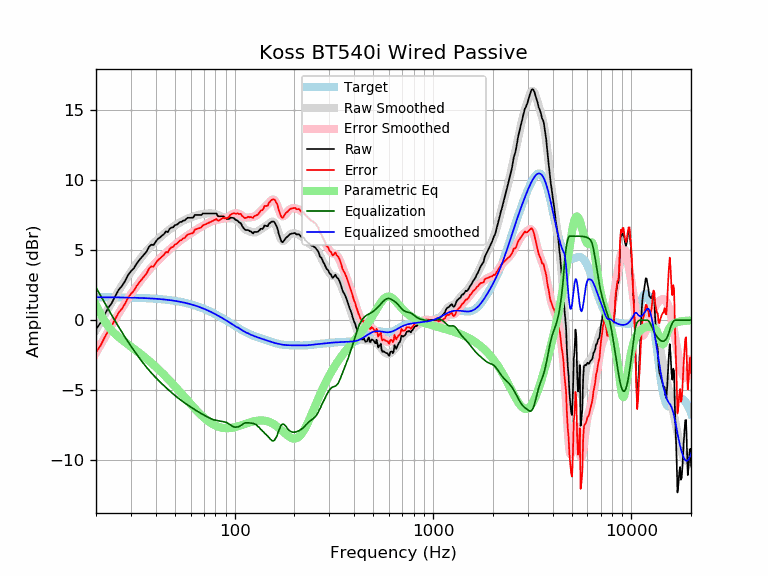 Koss BT540i Wired Passive
Target
Raw Smoothed
Error Smoothed
Raw
Error
Parametric Eq
Equalization
Equalized smoothed
Amplitude (dBr)
15
10
5
0
−5
−10
100
1000
10000
Frequency (Hz)